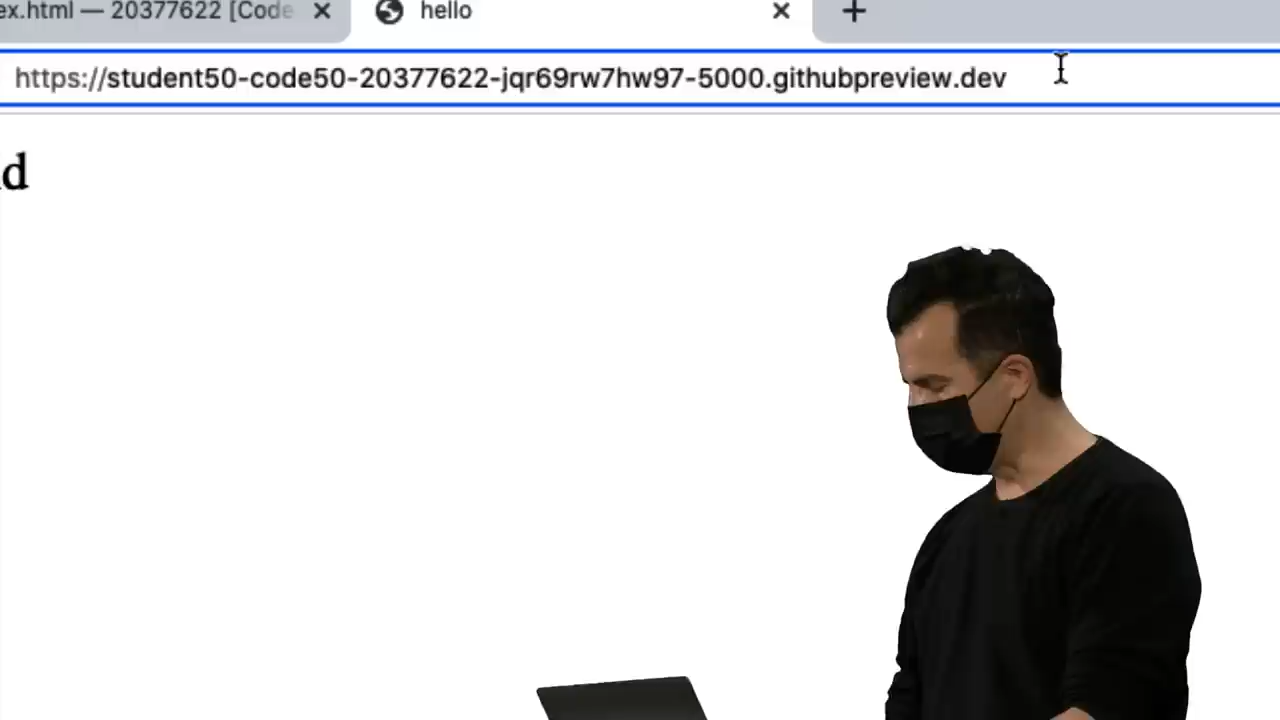 ex.html — 20377622 [Code
hello
https://student50-code50-20377622-jqr69rw7hw97-5000.githubpreview.dev
d